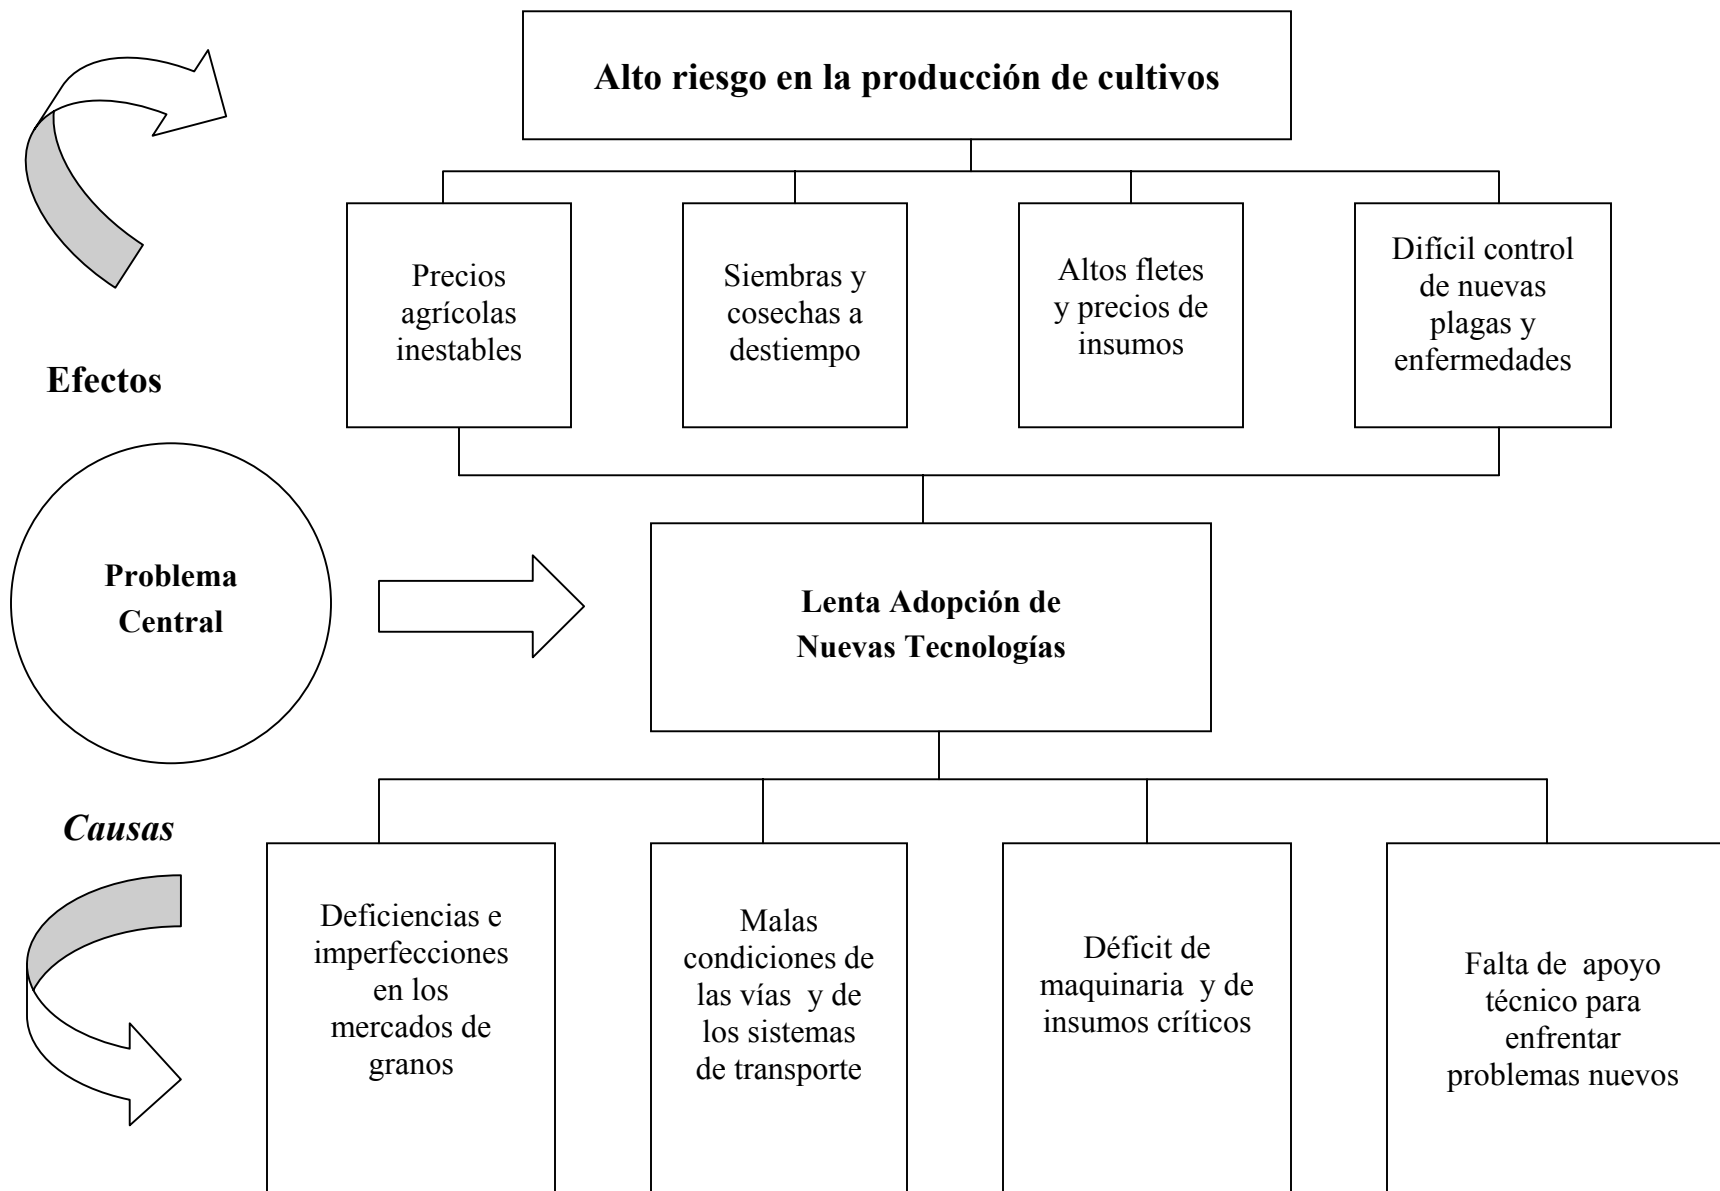 Alto riesgo en la producción de cultivos
Precios
agrícolas
inestables
Siembras y
cosechas a
destiempo
Altos fletes
y precios de
insumos
Difícil control
de nuevas
plagas y
enfermedades
Efectos
Problema
Central
Lenta Adopción de
Nuevas Tecnologías
Causas
Deficiencias e
imperfecciones
en los
mercados de
granos
Malas
condiciones de
las vías y de
los sistemas
de transporte
Déficit de
maquinaria y de
insumos críticos
Falta de apoyo
técnico para
enfrentar
problemas nuevos